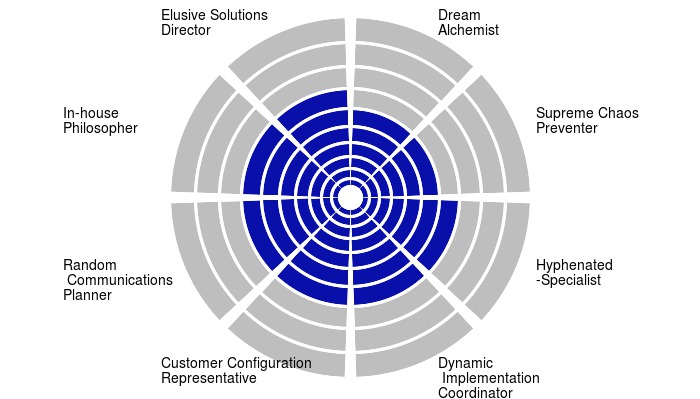 Elusive Solutions
Director
Dream
Alchemist
In-house
Philosopher
Supreme Chaos
Preventer
Random
Communications
Planner
Hyphenated
-Specialist
Customer Configuration
Representative
Dynamic
Implementation
Coordinator